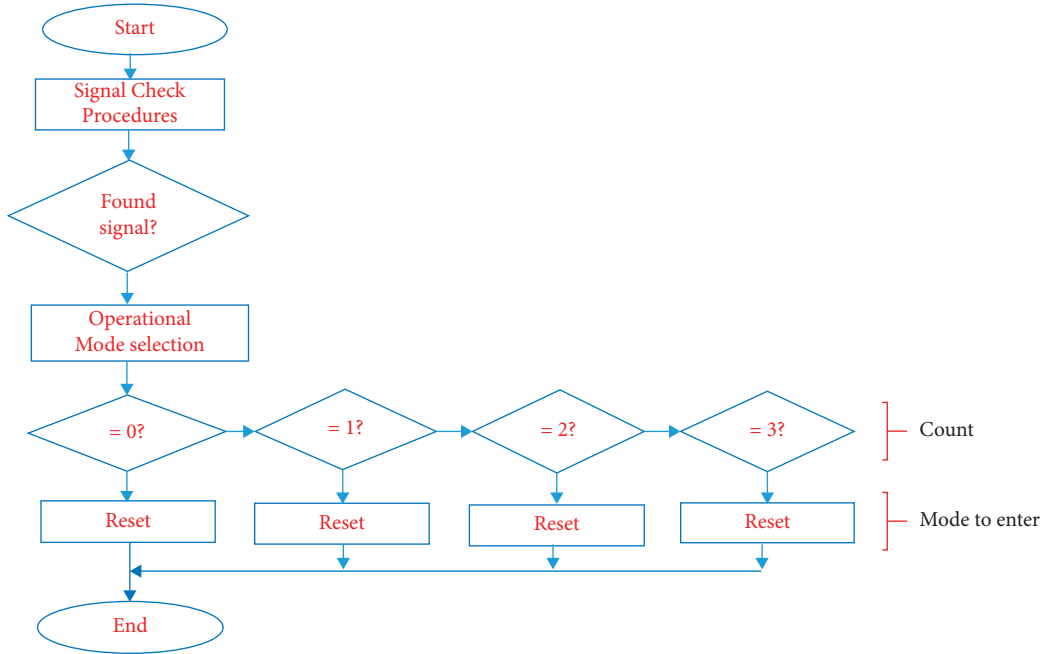 Start
Signal Check
Procedures
Found
signal?
Operational
Mode selection
= 0?
= 1?
= 2?
= 3?
Count
Reset
Reset
Reset
Reset
Mode to enter
End